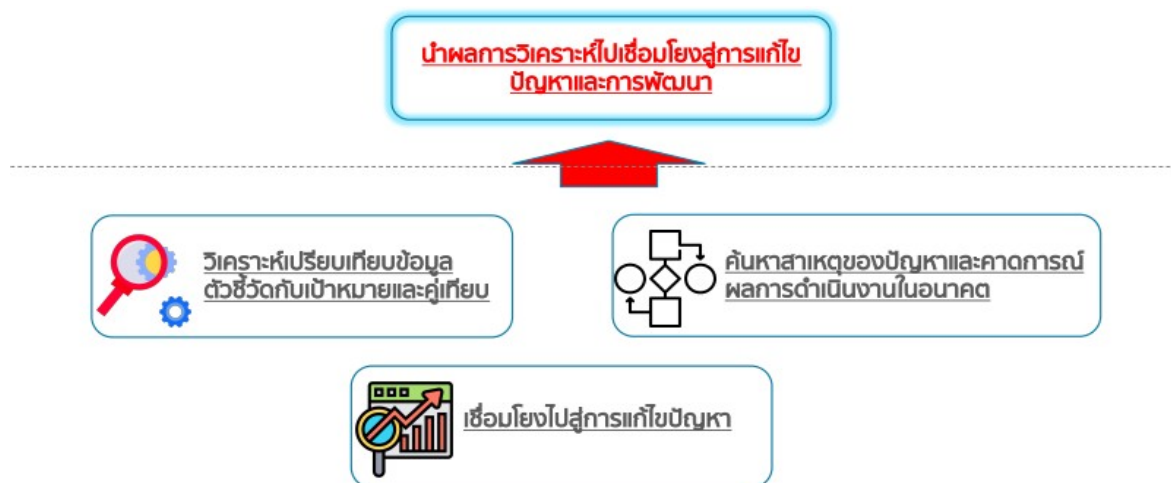 นำผลการวิเคราะห์ไปเชื่อมโยงสู่การแก้ไข
ปัญหาและการพัฒนา
วิเคราะห์เปรียบเทียบข้อมูล
ตัวชี้วัดกับเป้าหมายและคู่เทียบ
ค้นหาสาเหตุของปัญหาและคาดการณ์
ผลการดำเนินงานในอนาคต
เชื่อมโยงไปสู่การแก้ไขปัญหา